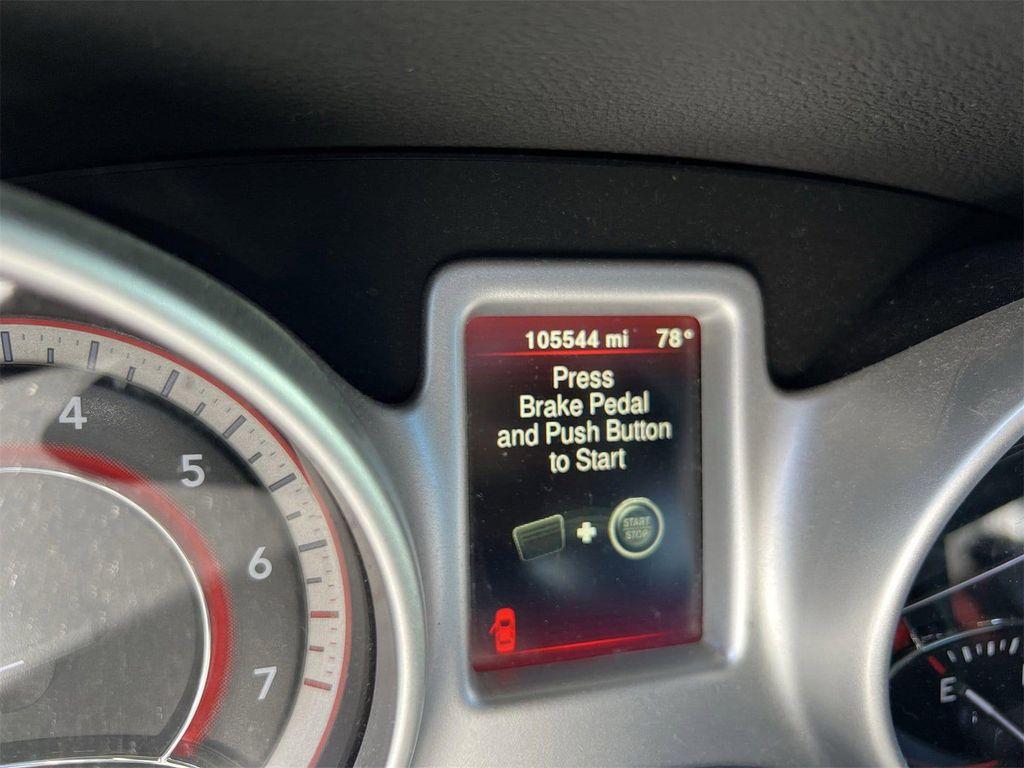 105544 mi 78°
Press
Brake Pedal
and Push Button
to Start
START
STOP
4
5
6
7
E